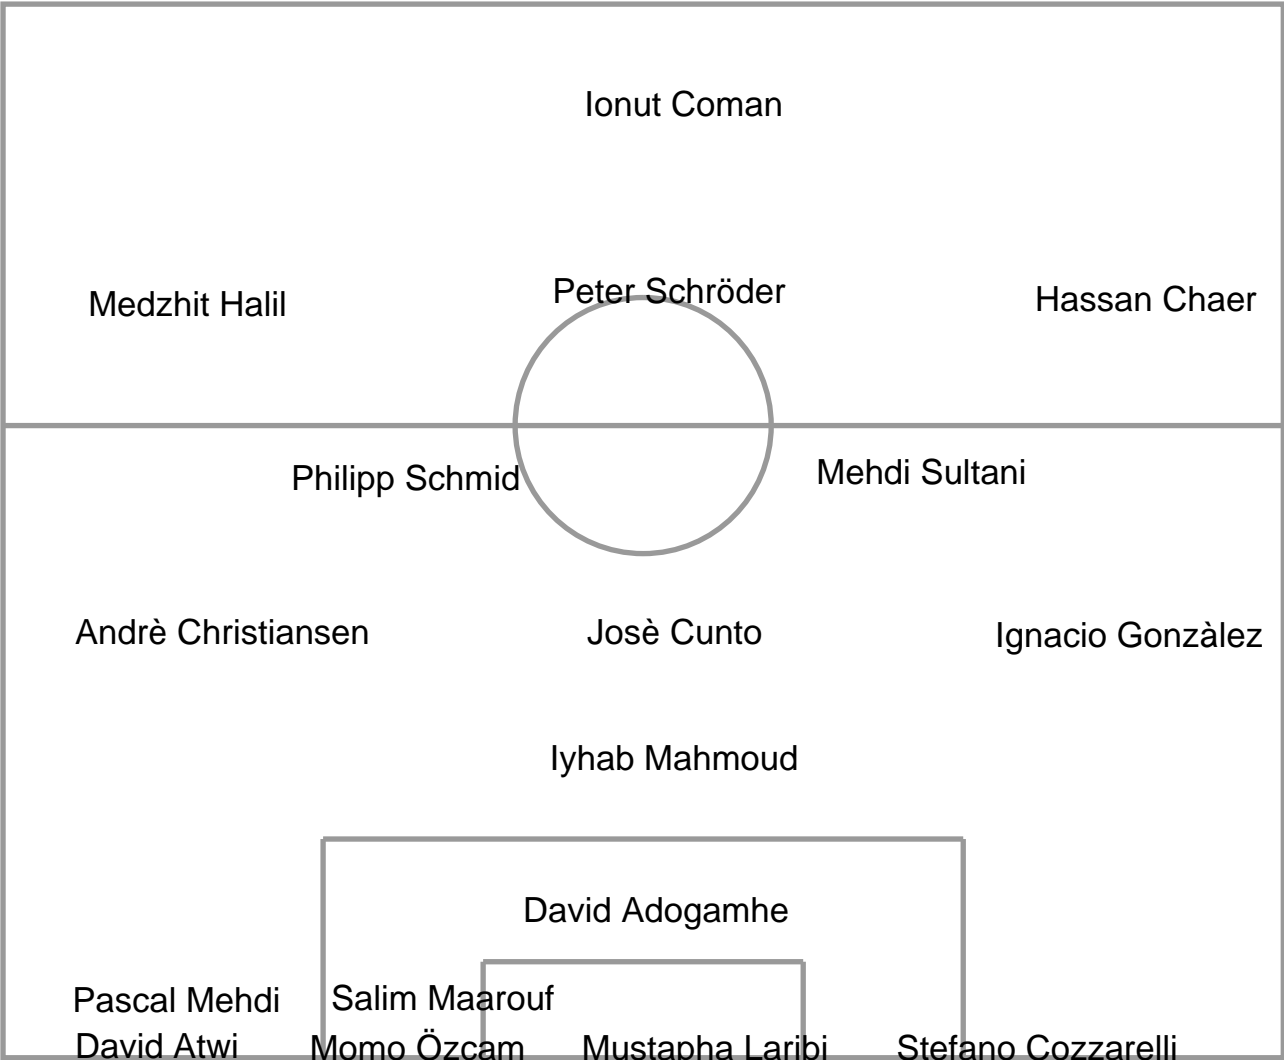 Ionut Coman
Medzhit Halil
Peter Schröder
Hassan Chaer
Philipp Schmid
Mehdi Sultani
Andrè Christiansen
Josè Cunto
Ignacio Gonzàlez
Iyhab Mahmoud
David Adogamhe
Pascal Mehdi
Salim Maarouf
David Atwi
Momo Özcam
Mustapha Laribi
Stefano Cozzarelli